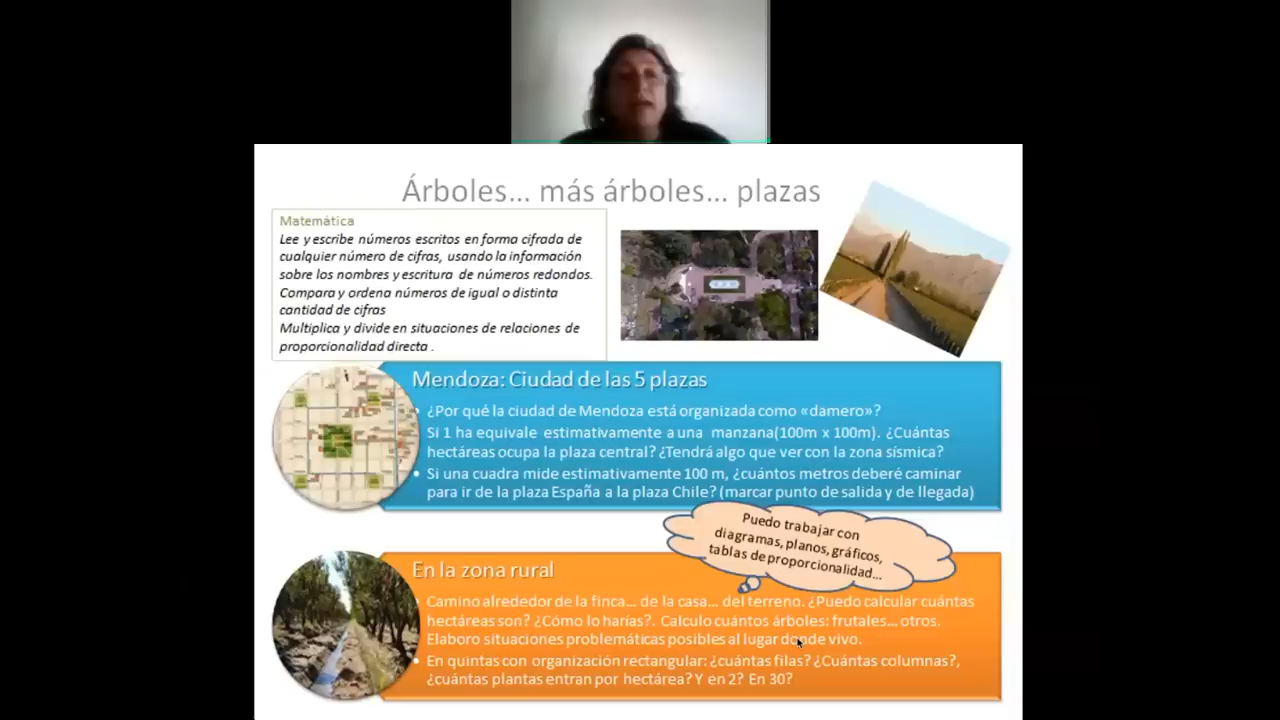 Árboles... más árboles... plazas
Matemática
Lee y escribe números escritos en forma cifrada de
cualquier número de cifras, usando la información
sobre los nombres y escritura de números redondos.
Compara y ordena números de igual o distinta
cantidad de cifras
Multiplica y divide en situaciones de relaciones de
proporcionalidad directa .
Mendoza: Ciudad de las 5 plazas
• ¿Por qué la ciudad de Mendoza está organizada como «damero»?
Si 1 ha equivale estimativamente a una manzana(100m x 100m). ¿Cuántas
hectáreas ocupa la plaza central? ¿Tendrá algo que ver con la zona sísmica?
• Si una cuadra mide estimativamente 100 m, ¿cuántos metros deberé caminar
para ir de la plaza España a la plaza Chile? (marcar punto de salida y de llegada)
Puedo trabajar con
diagramas, planos, gráficos,
tablas de proporcionalidad...
En la zona rural
• Camino alrededor de la finca... de la casa... del terreno. ¿Puedo calcular cuántas
hectáreas son? ¿Cómo lo harías?. Calculo cuántos árboles: frutales... otros.
Elaboro situaciones problemáticas posibles al lugar donde vivo.
• En quintas con organización rectangular: ¿cuántas filas? ¿Cuántas columnas?,
¿cuántas plantas entran por hectárea? Y en 2? En 30?